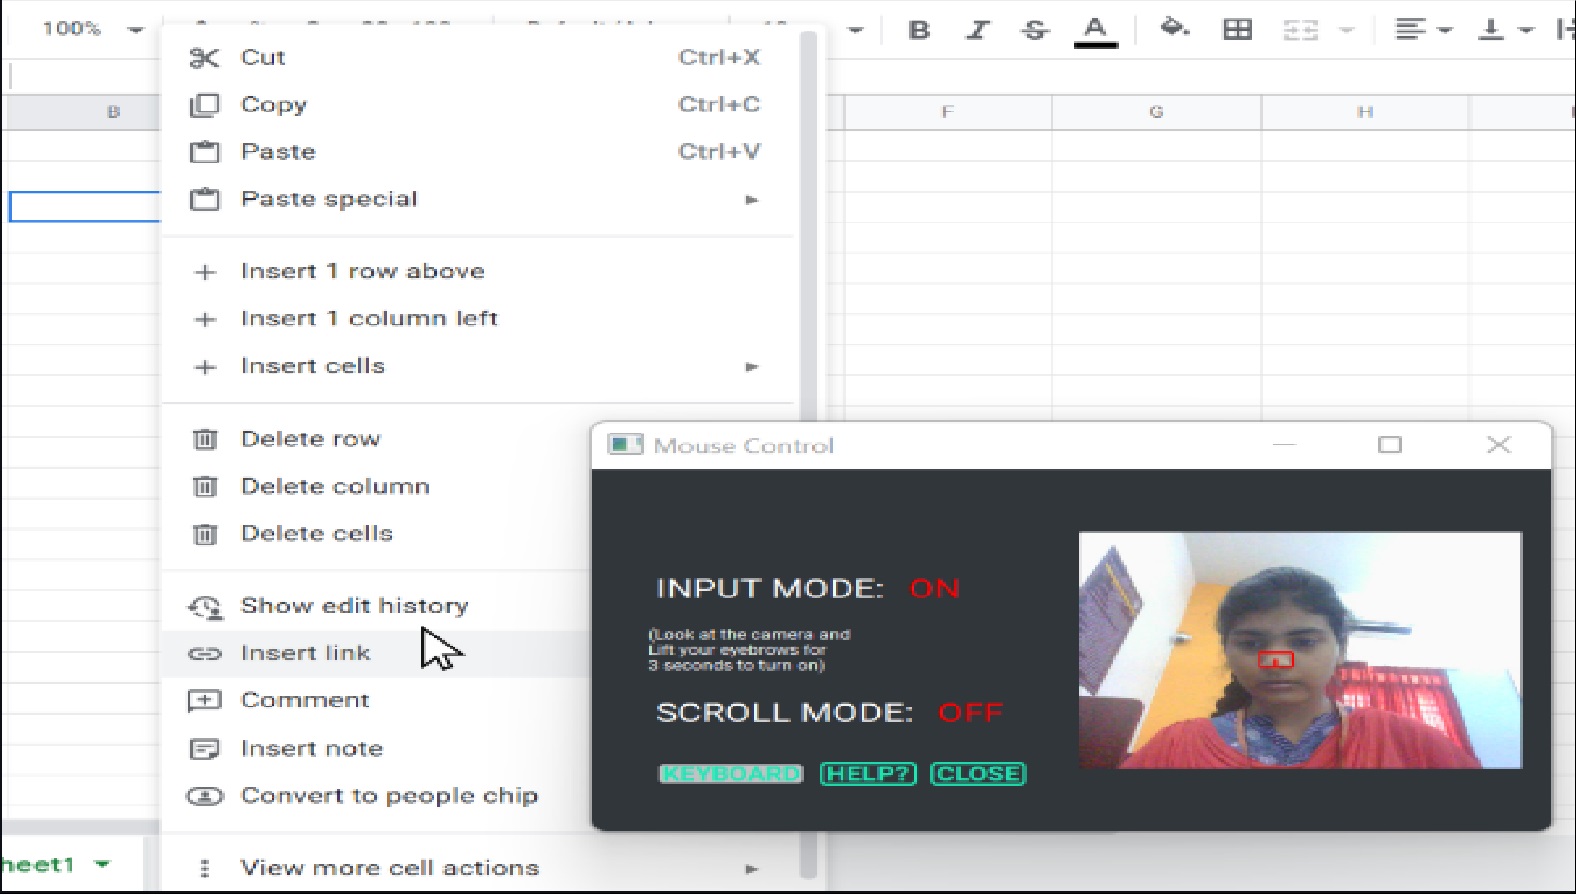 100%
B I S A
Cut Ctrl+X
Copy Ctrl+C
Paste Ctrl+V
Paste special
B F G H
Insert 1 row above
Insert 1 column left
Insert cells
Delete row
Delete column
Delete cells
Show edit history
Insert link
Comment
Insert note
Convert to people chip
View more cell actions
heet1
Mouse Control
INPUT MODE: ON
(Look at the camera and
Lift your eyebrows for
3 seconds to turn on)
SCROLL MODE: OFF
KEYBOARD HELP? CLOSE